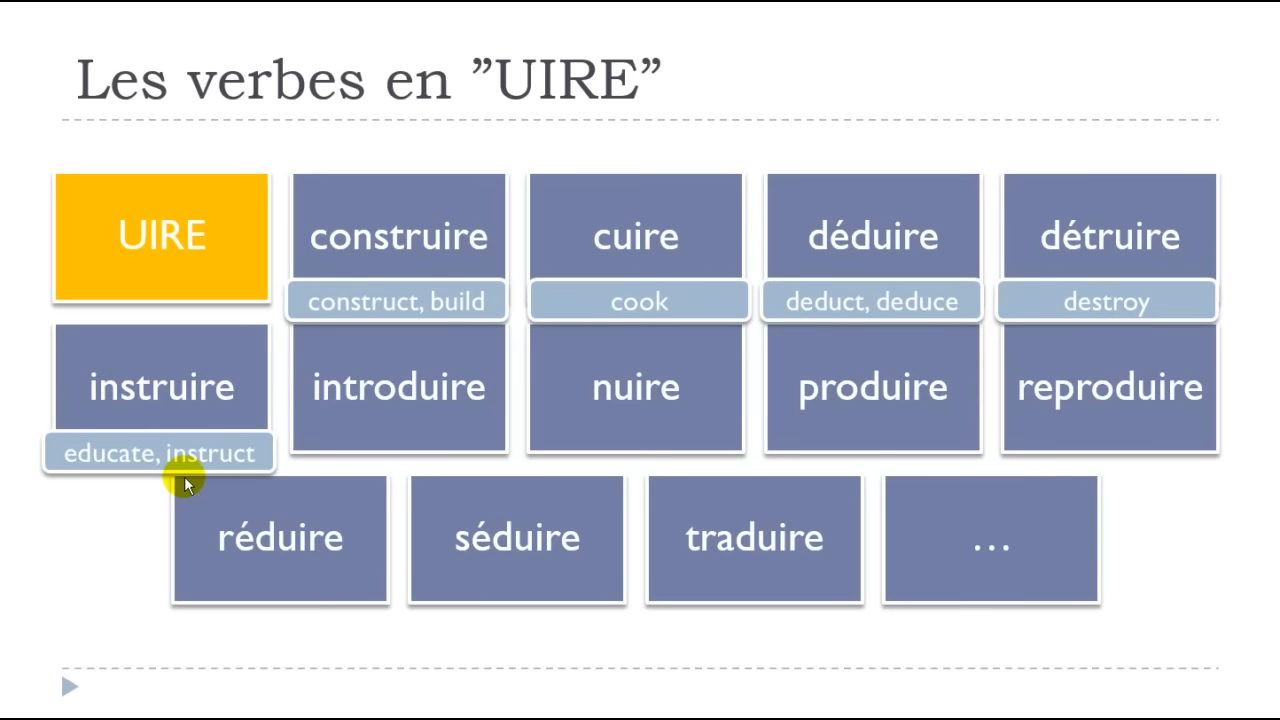 Les verbes en ”UIRE”
UIRE
construire
cuire
déduire
détruire
construct, build
cook
deduct, deduce
destroy
instruire
introduire
nuire
produire
reproduire
educate, instruct
réduire
séduire
traduire
…